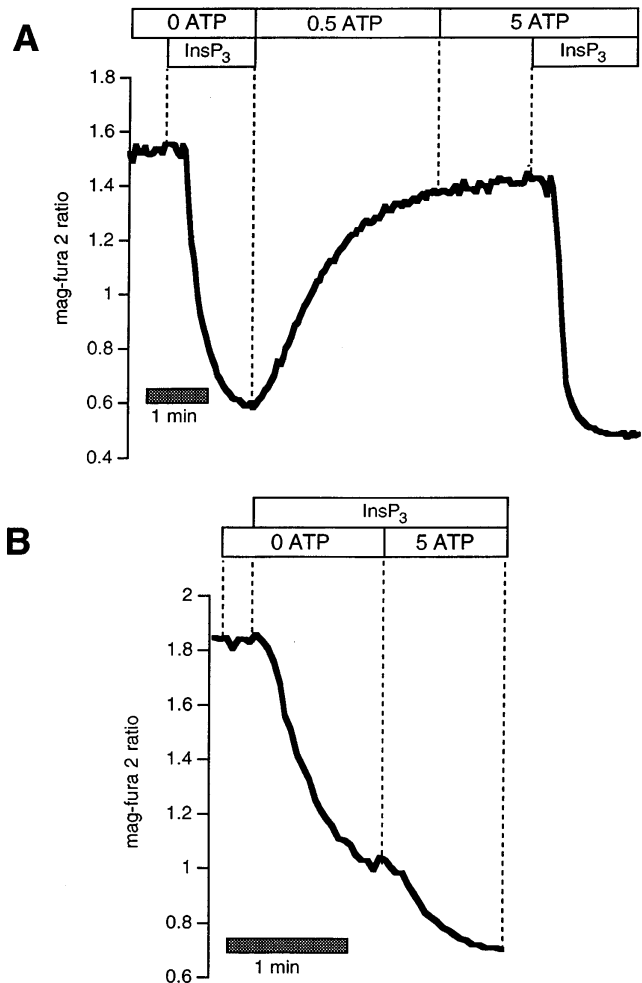 A
0 ATP 0.5 ATP 5 ATP
InsP3 InsP3
1.8
1.6
1.4
1.2
1
0.8
0.6
0.4
mag-fura 2 ratio
1 min
B
InsP3
0 ATP 5 ATP
2
1.8
1.6
1.4
1.2
1
0.8
0.6
mag-fura 2 ratio
1 min